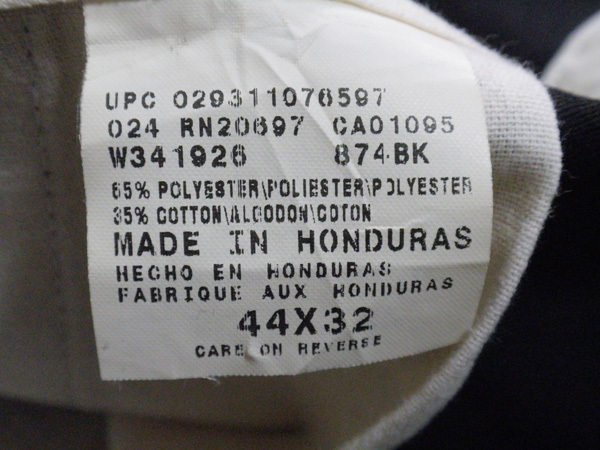 UPC 029311076597
024 RN20697 CA01095
W341926 874BK
65% POLYESTER\POLIESTER\POLYESTER
35% COTTON\ALGODON\COTON
MADE IN HONDURAS
HECHO EN HONDURAS
FABRIQUE AUX HONDURAS
44X32
CARE ON REVERSE